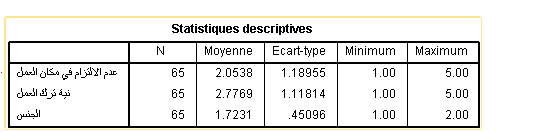 Statistiques descriptives
N Moyenne Ecart-type Minimum Maximum
عدم الالتزام في مكان العمل 65 2.0538 1.18955 1.00 5.00
نية ترك العمل 65 2.7769 1.11814 1.00 5.00
الجنس 65 1.7231 .45096 1.00 2.00